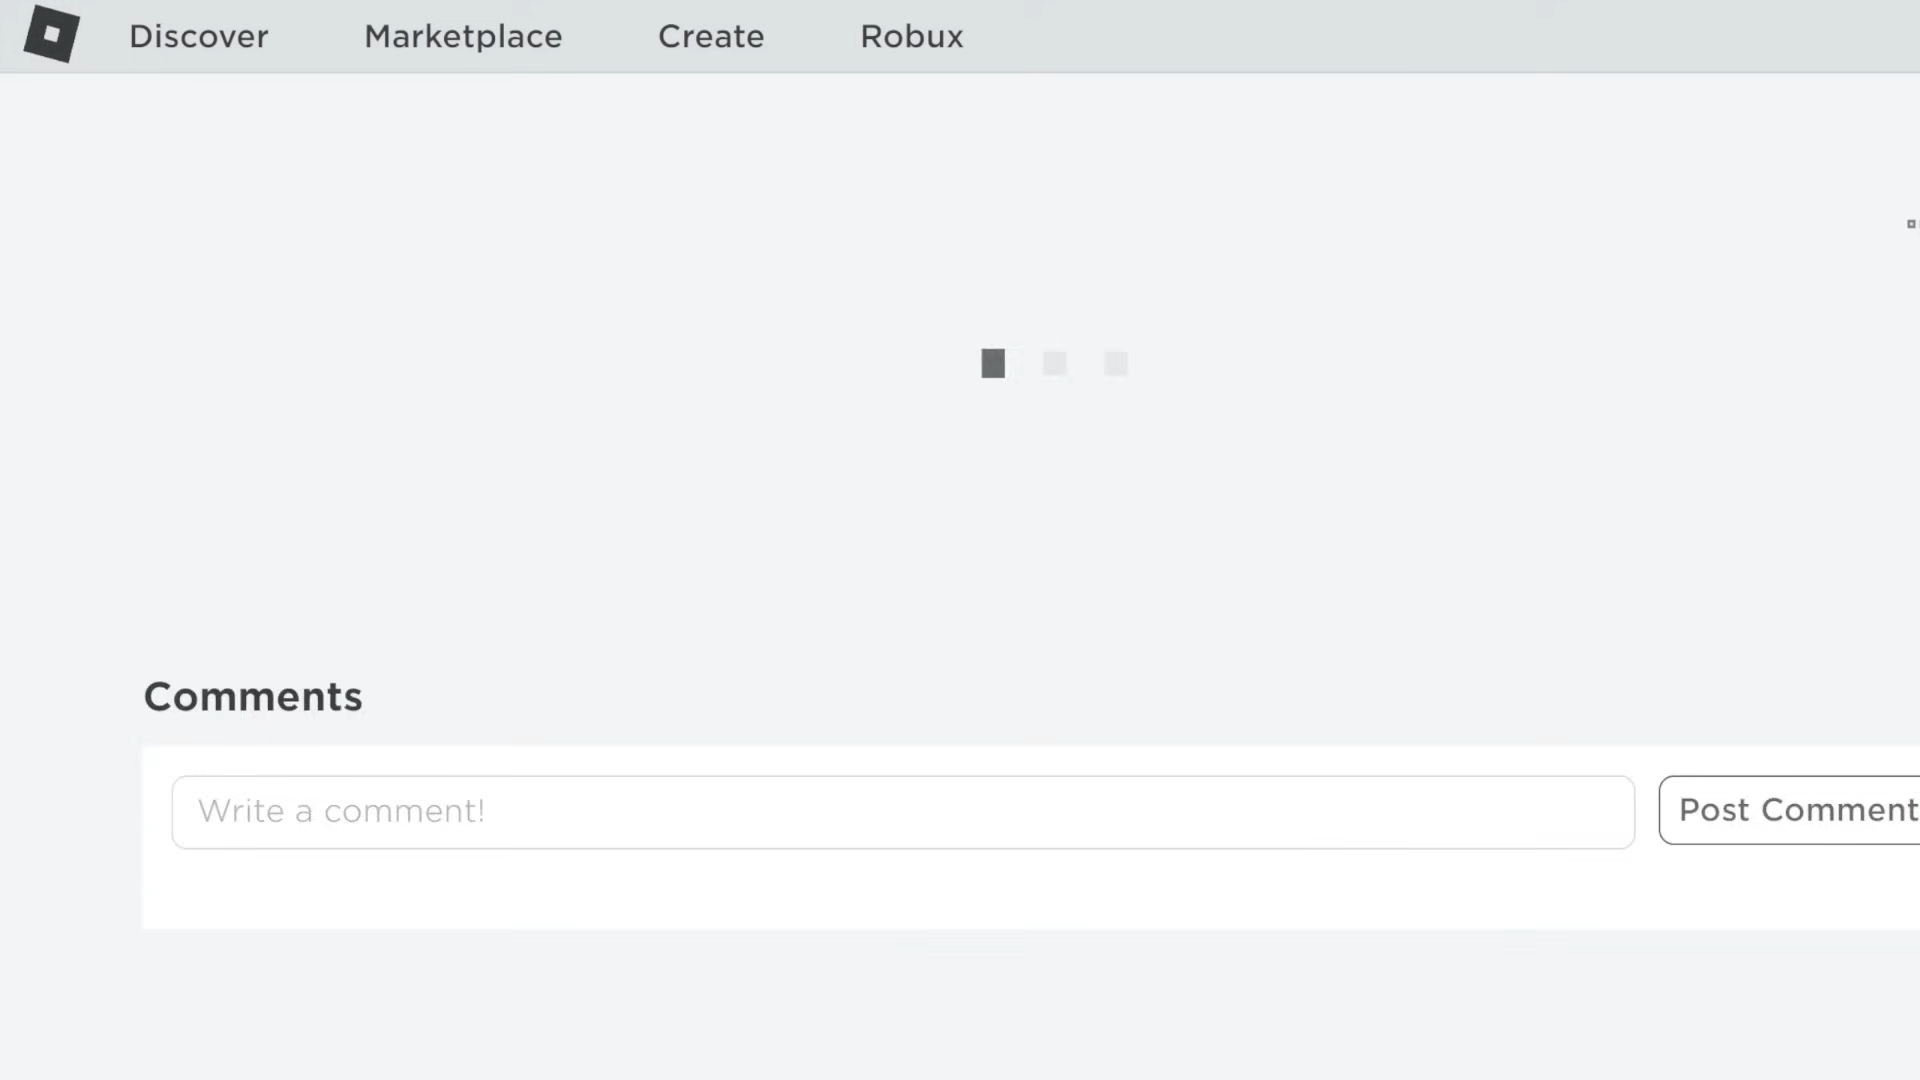 Discover Marketplace Create Robux
Comments
Write a comment!
Post Comment